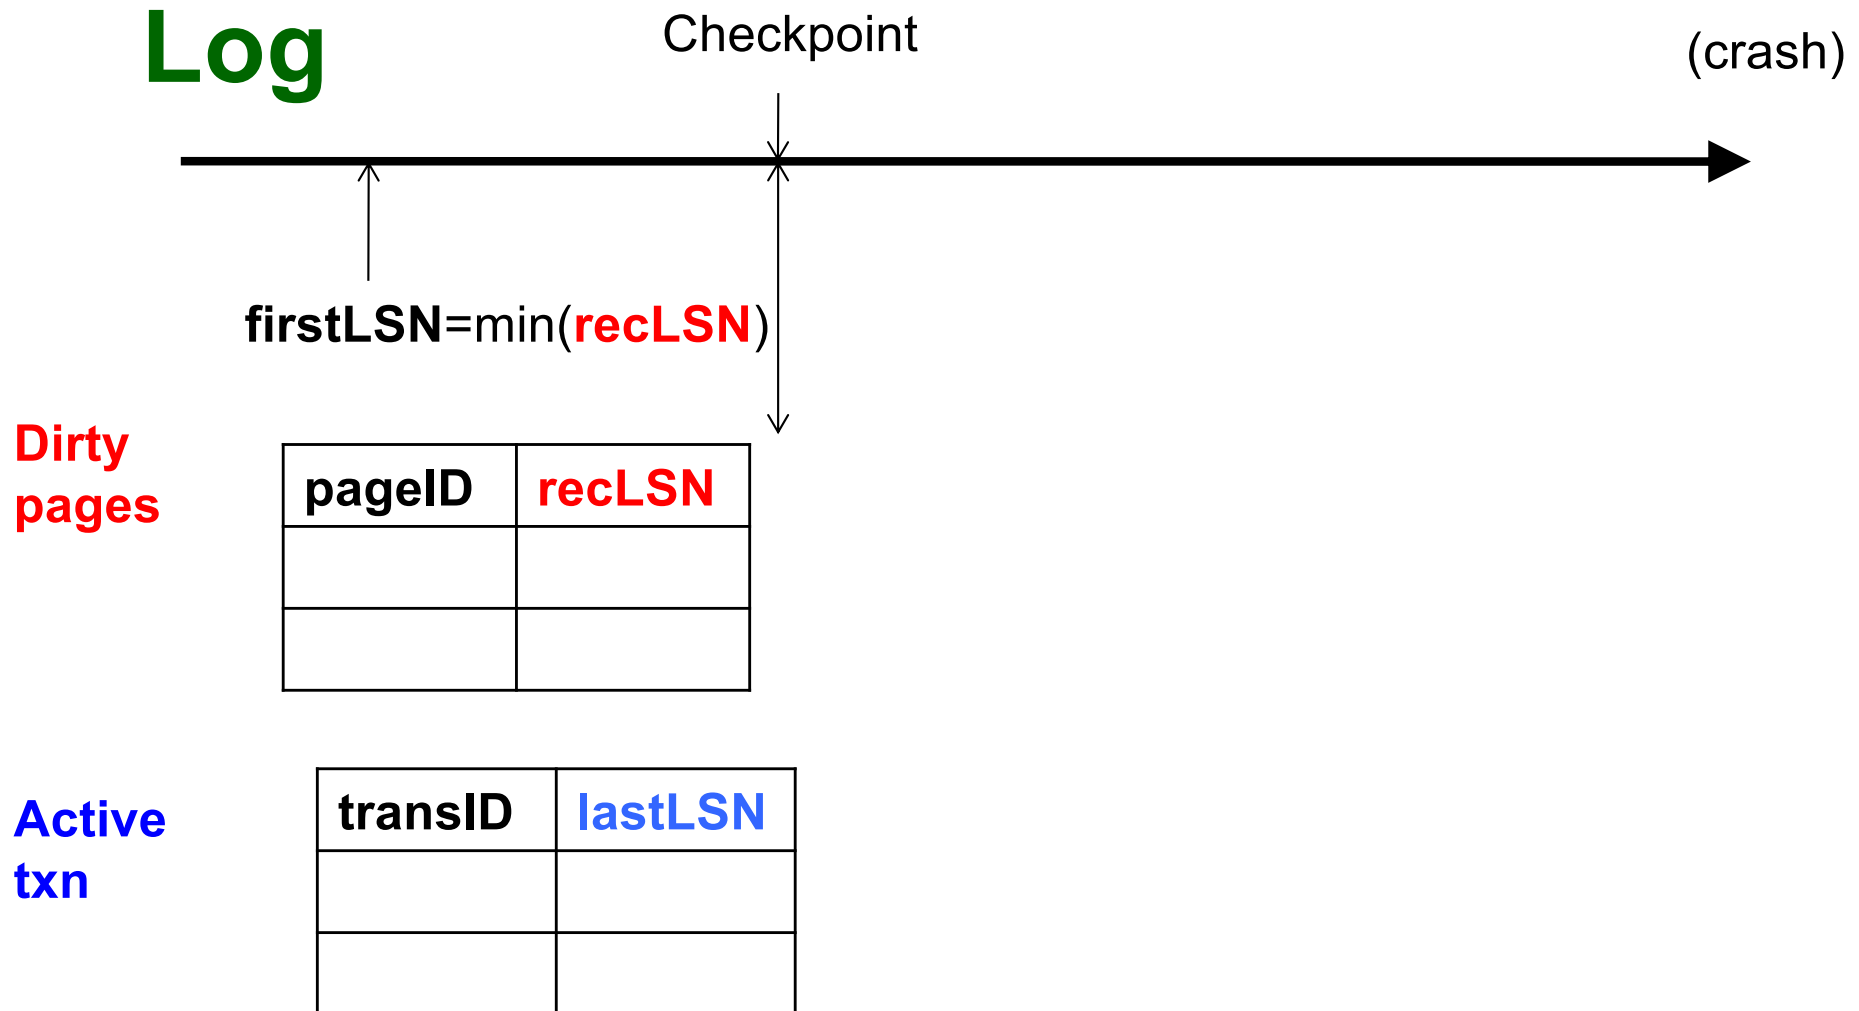 Log
Checkpoint
(crash)
firstLSN=min(recLSN)
Dirty
pages
pageID recLSN
Active
txn
transID lastLSN